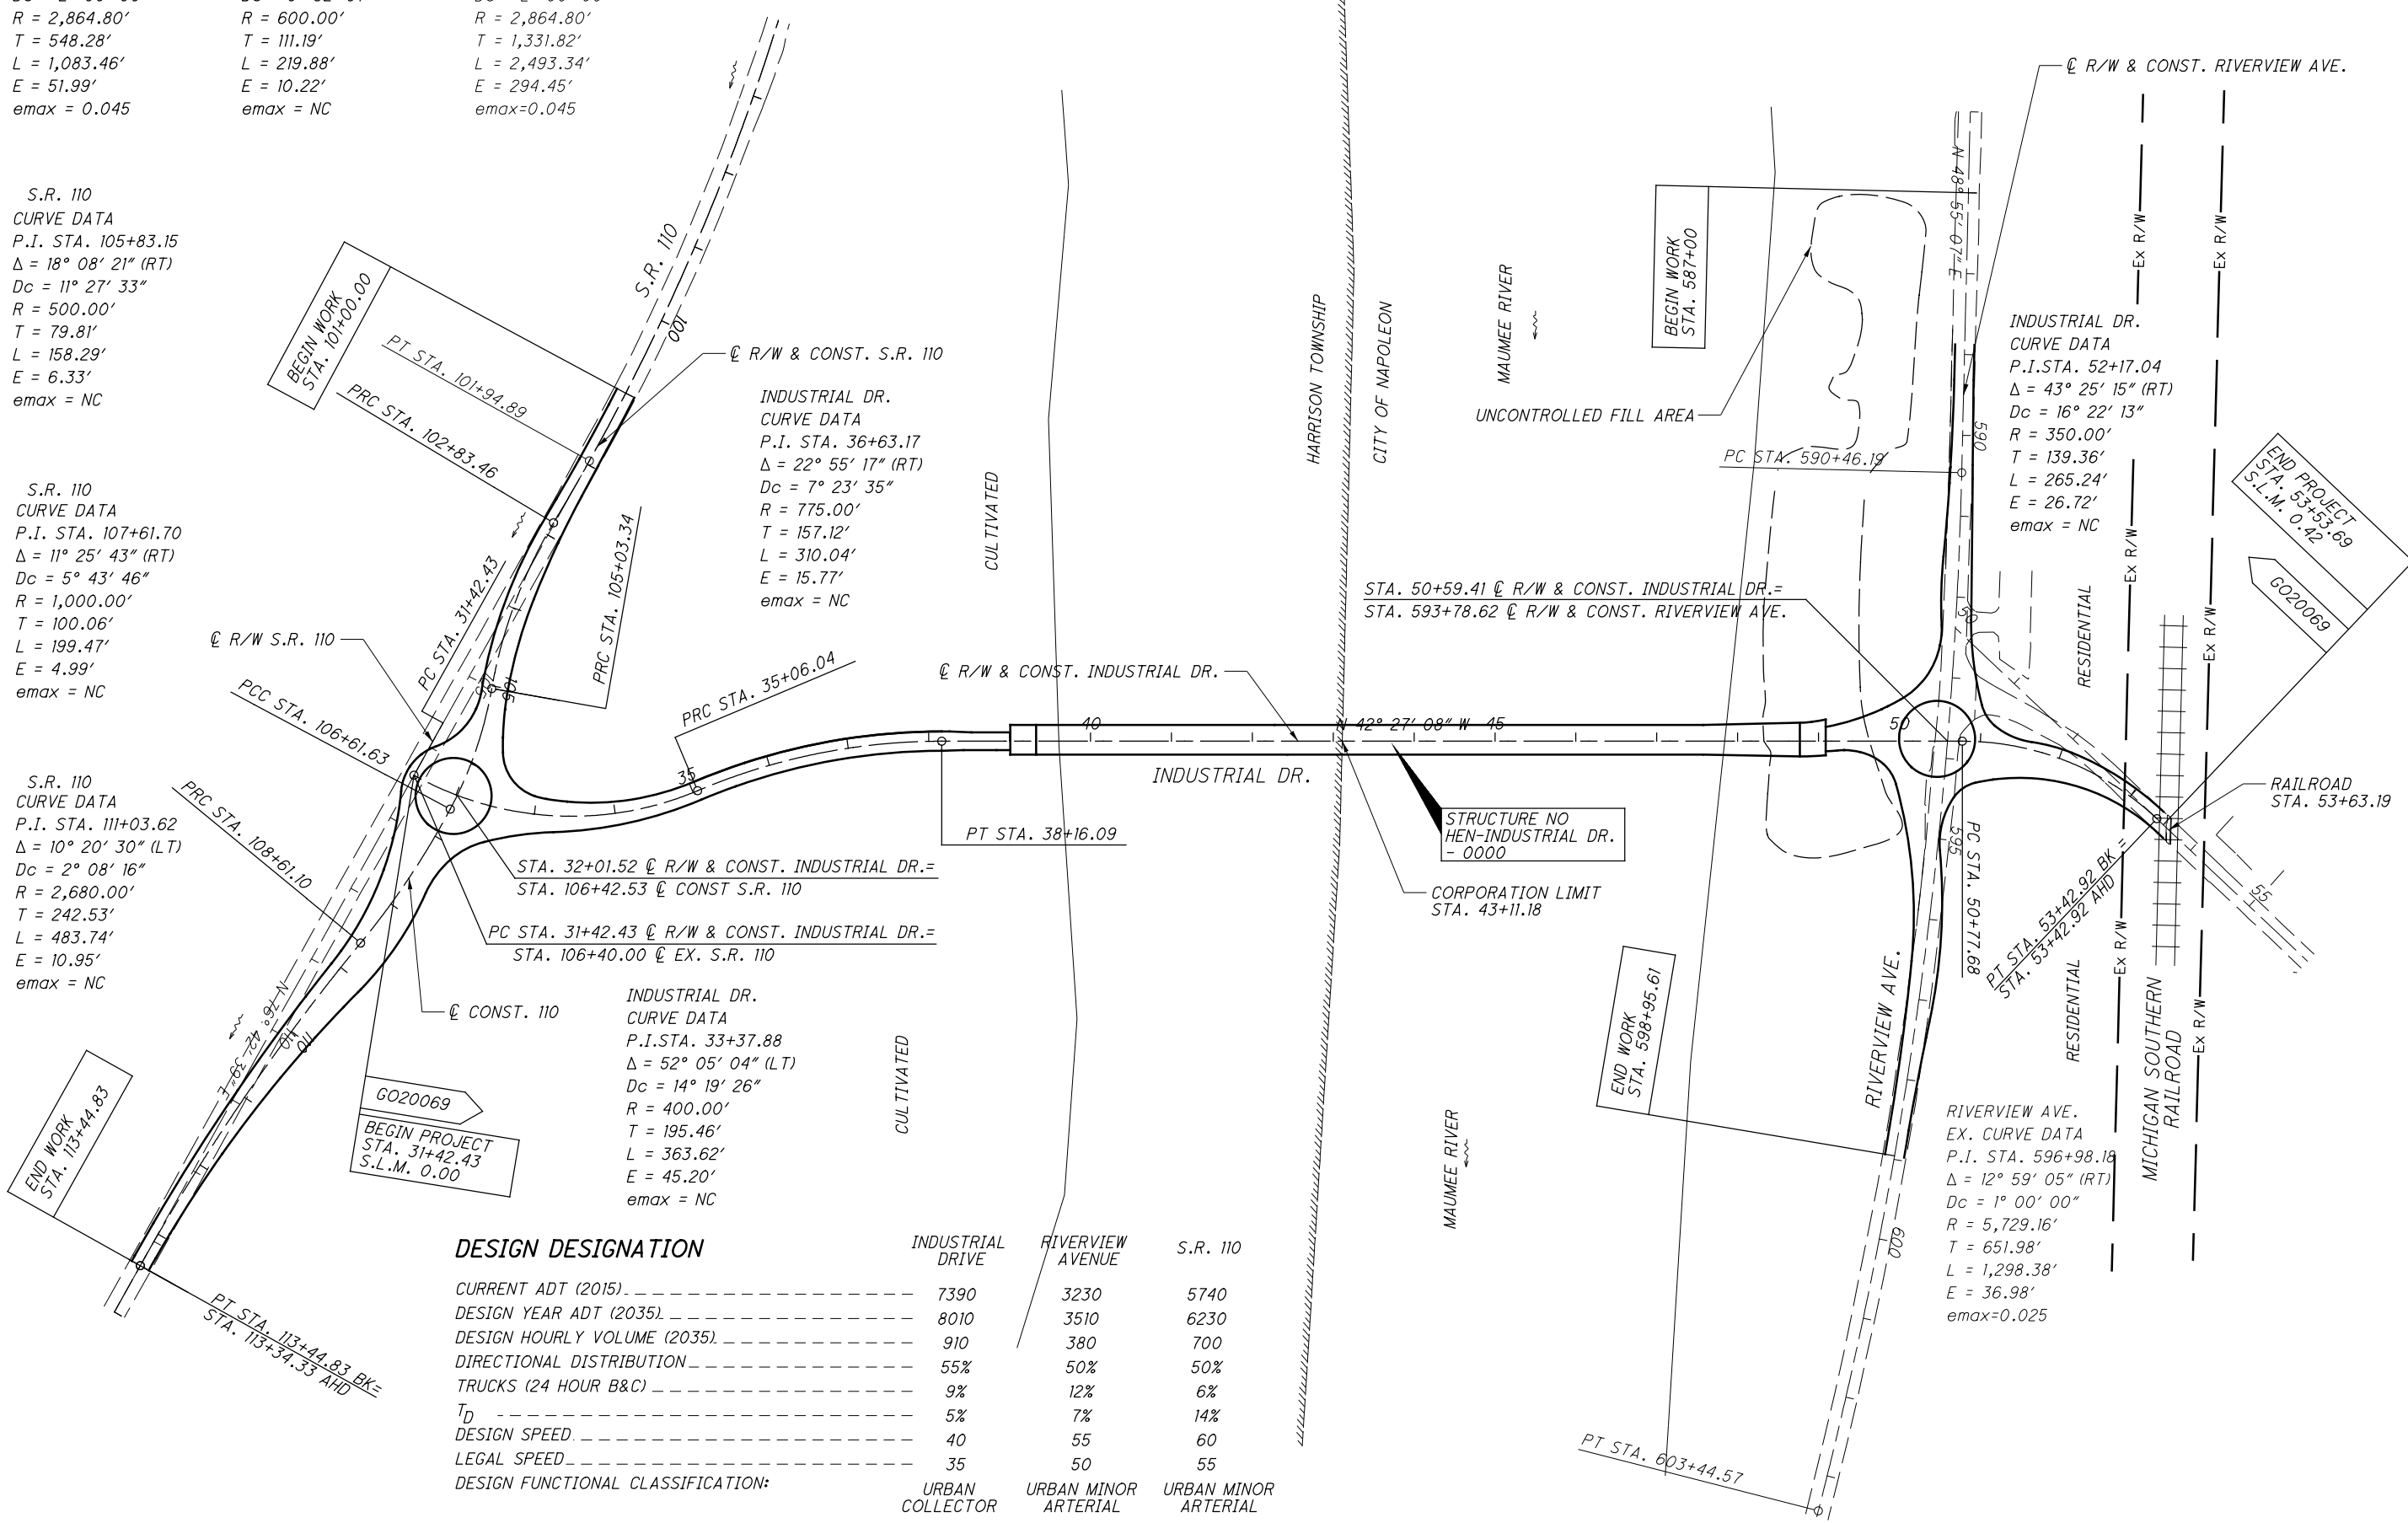 R = 2,864.80′
T = 548.28′
L = 1,083.46′
E = 51.99′
emax = 0.045
R = 600.00′
T = 111.19′
L = 219.88′
E = 10.22′
emax = NC
R = 2,864.80′
T = 1,331.82′
L = 2,493.34′
E = 294.45′
emax=0.045
S.R. 110
CURVE DATA
P.I. STA. 105+83.15
Δ = 18° 08′ 21″ (RT)
Dc = 11° 27′ 33″
R = 500.00′
T = 79.81′
L = 158.29′
E = 6.33′
emax = NC
S.R. 110
CURVE DATA
P.I. STA. 107+61.70
Δ = 11° 25′ 43″ (RT)
Dc = 5° 43′ 46″
R = 1,000.00′
T = 100.06′
L = 199.47′
E = 4.99′
emax = NC
S.R. 110
CURVE DATA
P.I. STA. 111+03.62
Δ = 10° 20′ 30″ (LT)
Dc = 2° 08′ 16″
R = 2,680.00′
T = 242.53′
L = 483.74′
E = 10.95′
emax = NC
BEGIN WORK
STA. 101+00.00
PT STA. 101+94.89
PRC STA. 102+83.46
S.R. 110
100
℄ R/W & CONST. S.R. 110
PC STA. 31+42.43
PRC STA. 105+03.34
105
℄ R/W S.R. 110
PCC STA. 106+61.63
PRC STA. 108+61.10
INDUSTRIAL DR.
CURVE DATA
P.I. STA. 36+63.17
Δ = 22° 55′ 17″ (RT)
Dc = 7° 23′ 35″
R = 775.00′
T = 157.12′
L = 310.04′
E = 15.77′
emax = NC
CULTIVATED
PRC STA. 35+06.04
35
℄ R/W & CONST. INDUSTRIAL DR.
40
N 42° 27′ 08″ W
45
50
INDUSTRIAL DR.
PT STA. 38+16.09
STA. 32+01.52 ℄ R/W & CONST. INDUSTRIAL DR.=
STA. 106+42.53 ℄ CONST S.R. 110
PC STA. 31+42.43 ℄ R/W & CONST. INDUSTRIAL DR.=
STA. 106+40.00 ℄ EX. S.R. 110
℄ CONST. 110
N 76° 42′ 39″ E
110
110
INDUSTRIAL DR.
CURVE DATA
P.I.STA. 33+37.88
Δ = 52° 05′ 04″ (LT)
Dc = 14° 19′ 26″
R = 400.00′
T = 195.46′
L = 363.62′
E = 45.20′
emax = NC
CULTIVATED
GO20069
BEGIN PROJECT
STA. 31+42.43
S.L.M. 0.00
END WORK
STA. 113+44.83
PT STA. 113+44.83 BK=
STA. 113+34.33 AHD
HARRISON TOWNSHIP
CITY OF NAPOLEON
MAUMEE RIVER
UNCONTROLLED FILL AREA
BEGIN WORK
STA. 587+00
℄ R/W & CONST. RIVERVIEW AVE.
N 48° 55′ 07″ E
590
PC STA. 590+46.19
STA. 50+59.41 ℄ R/W & CONST. INDUSTRIAL DR.=
STA. 593+78.62 ℄ R/W & CONST. RIVERVIEW AVE.
INDUSTRIAL DR.
CURVE DATA
P.I.STA. 52+17.04
Δ = 43° 25′ 15″ (RT)
Dc = 16° 22′ 13″
R = 350.00′
T = 139.36′
L = 265.24′
E = 26.72′
emax = NC
Ex R/W
Ex R/W
Ex R/W
Ex R/W
Ex R/W
Ex R/W
END PROJECT
STA. 53+53.69
S.L.M. 0.42
GO20069
50
RESIDENTIAL
RAILROAD
STA. 53+63.19
STRUCTURE NO
HEN-INDUSTRIAL DR.
- 0000
CORPORATION LIMIT
STA. 43+11.18
595
PC STA. 50+77.68
PT STA. 53+42.92 BK =
STA. 53+42.92 AHD
55
RESIDENTIAL
MICHIGAN SOUTHERN
RAILROAD
END WORK
STA. 598+95.61
RIVERVIEW AVE.
MAUMEE RIVER
600
PT STA. 603+44.57
RIVERVIEW AVE.
EX. CURVE DATA
P.I. STA. 596+98.18
Δ = 12° 59′ 05″ (RT)
Dc = 1° 00′ 00″
R = 5,729.16′
T = 651.98′
L = 1,298.38′
E = 36.98′
emax=0.025
DESIGN DESIGNATION INDUSTRIAL DRIVE RIVERVIEW AVENUE S.R. 110
CURRENT ADT (2015) 7390 3230 5740
DESIGN YEAR ADT (2035) 8010 3510 6230
DESIGN HOURLY VOLUME (2035) 910 380 700
DIRECTIONAL DISTRIBUTION 55% 50% 50%
TRUCKS (24 HOUR B&C) 9% 12% 6%
TD 5% 7% 14%
DESIGN SPEED 40 55 60
LEGAL SPEED 35 50 55
DESIGN FUNCTIONAL CLASSIFICATION: URBAN COLLECTOR URBAN MINOR ARTERIAL URBAN MINOR ARTERIAL